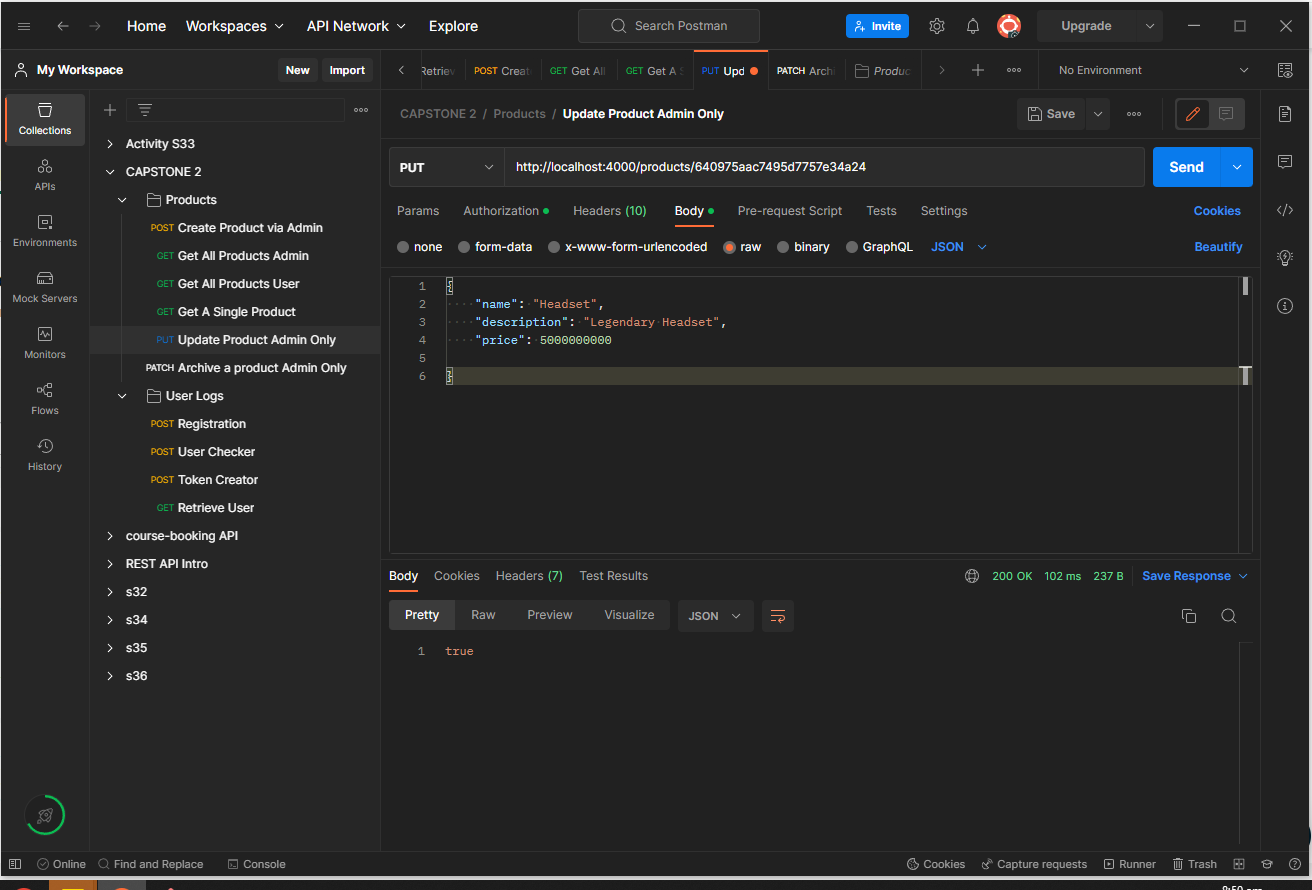 Home Workspaces API Network Explore Search Postman Invite Upgrade
My Workspace New Import
Retriev POST Creat GET Get All GET Get A S PUT Upd PATCH Archi Produc No Environment
Collections
APIs
Environments
Mock Servers
Monitors
Flows
History
Activity S33
CAPSTONE 2
Products
POST Create Product via Admin
GET Get All Products Admin
GET Get All Products User
GET Get A Single Product
PUT Update Product Admin Only
PATCH Archive a product Admin Only
User Logs
POST Registration
POST User Checker
POST Token Creator
GET Retrieve User
course-booking API
REST API Intro
s32
s34
s35
s36
CAPSTONE 2 / Products / Update Product Admin Only Save
PUT http://localhost:4000/products/640975aac7495d7757e34a24 Send
Params Authorization Headers (10) Body Pre-request Script Tests Settings Cookies
none form-data x-www-form-urlencoded raw binary GraphQL JSON Beautify
1 {
2 "name": "Headset",
3 "description": "Legendary Headset",
4 "price": 5000000000
5
6 }
Body Cookies Headers (7) Test Results 200 OK 102 ms 237 B Save Response
Pretty Raw Preview Visualize JSON
1 true
Online Find and Replace Console Cookies Capture requests Runner Trash